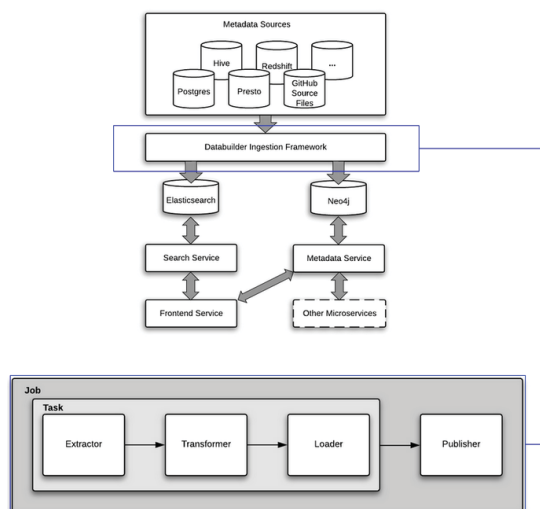 Metadata Sources
Hive
Redshift
...
Postgres
Presto
GitHub
Source
Files
Databuilder Ingestion Framework
Elasticsearch
Neo4j
Search Service
Metadata Service
Frontend Service
Other Microservices
Job
Task
Extractor
Transformer
Loader
Publisher